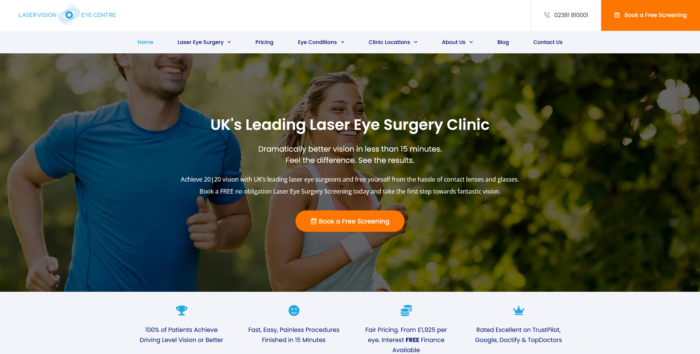 LASER VISION EYE CENTRE
02381 810001
Book a Free Screening
Home Laser Eye Surgery Pricing Eye Conditions Clinic Locations About Us Blog Contact Us
UK's Leading Laser Eye Surgery Clinic
Dramatically better vision in less than 15 minutes.
Feel the difference. See the results.
Achieve 20|20 vision with UK's leading laser eye surgeons and free yourself from the hassle of contact lenses and glasses.
Book a FREE no obligation Laser Eye Surgery Screening today and take the first step towards fantastic vision.
Book a Free Screening
100% of Patients Achieve
Driving Level Vision or Better
Fast, Easy, Painless Procedures
Finished in 15 Minutes
Fair Pricing. From £1,925 per
eye. Interest FREE Finance
Available
Rated Excellent on TrustPilot,
Google, Doctify & TopDoctors